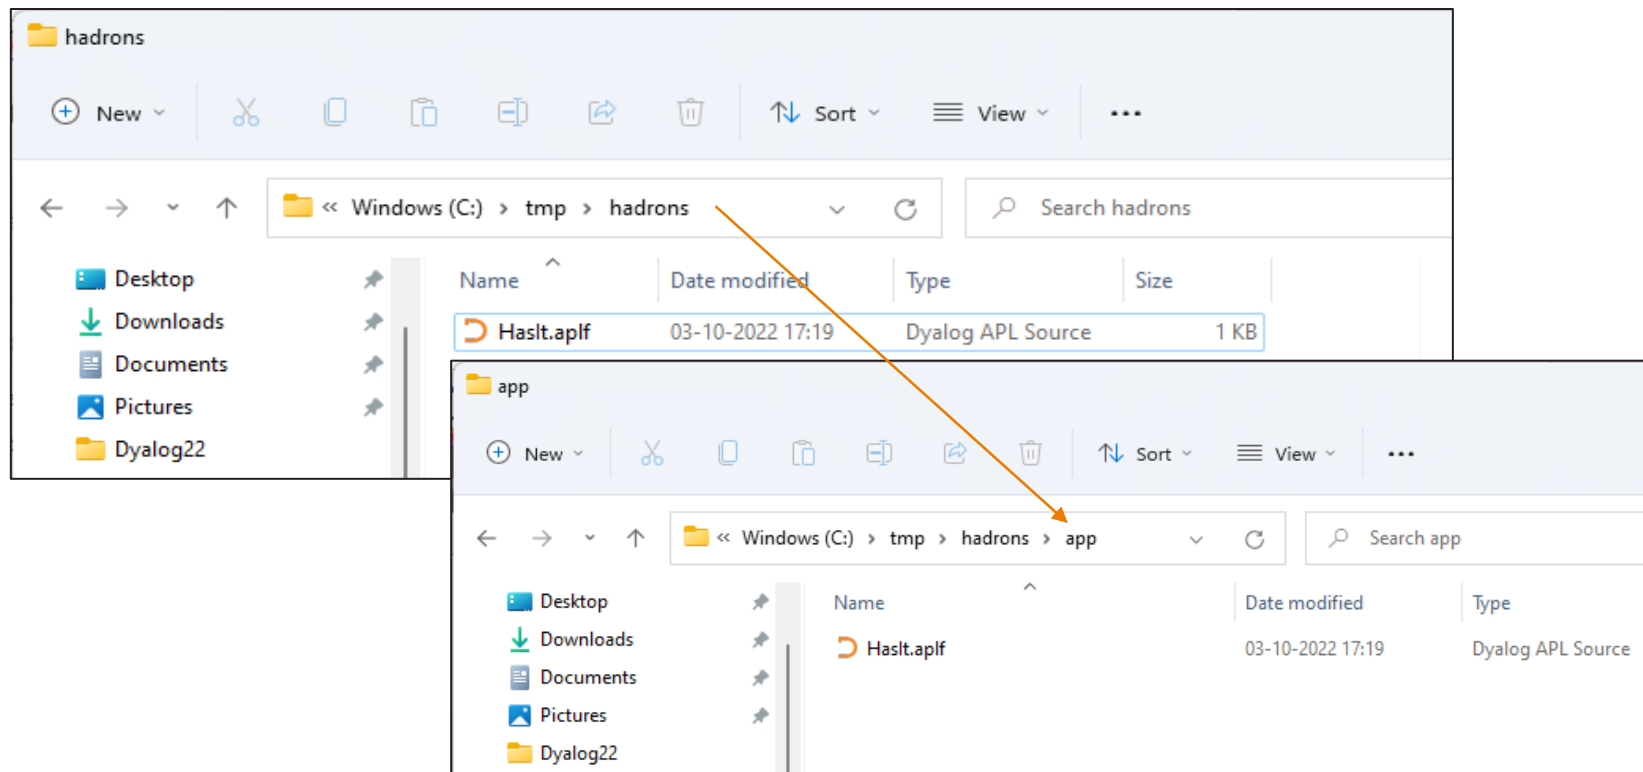 hadrons
New Sort View
Windows (C:) tmp hadrons Search hadrons
Name Date modified Type Size
HasIt.aplf 03-10-2022 17:19 Dyalog APL Source 1 KB
Desktop
Downloads
Documents
Pictures
Dyalog22
app
New Sort View
Windows (C:) tmp hadrons app Search app
Name Date modified Type
HasIt.aplf 03-10-2022 17:19 Dyalog APL Source
Desktop
Downloads
Documents
Pictures
Dyalog22